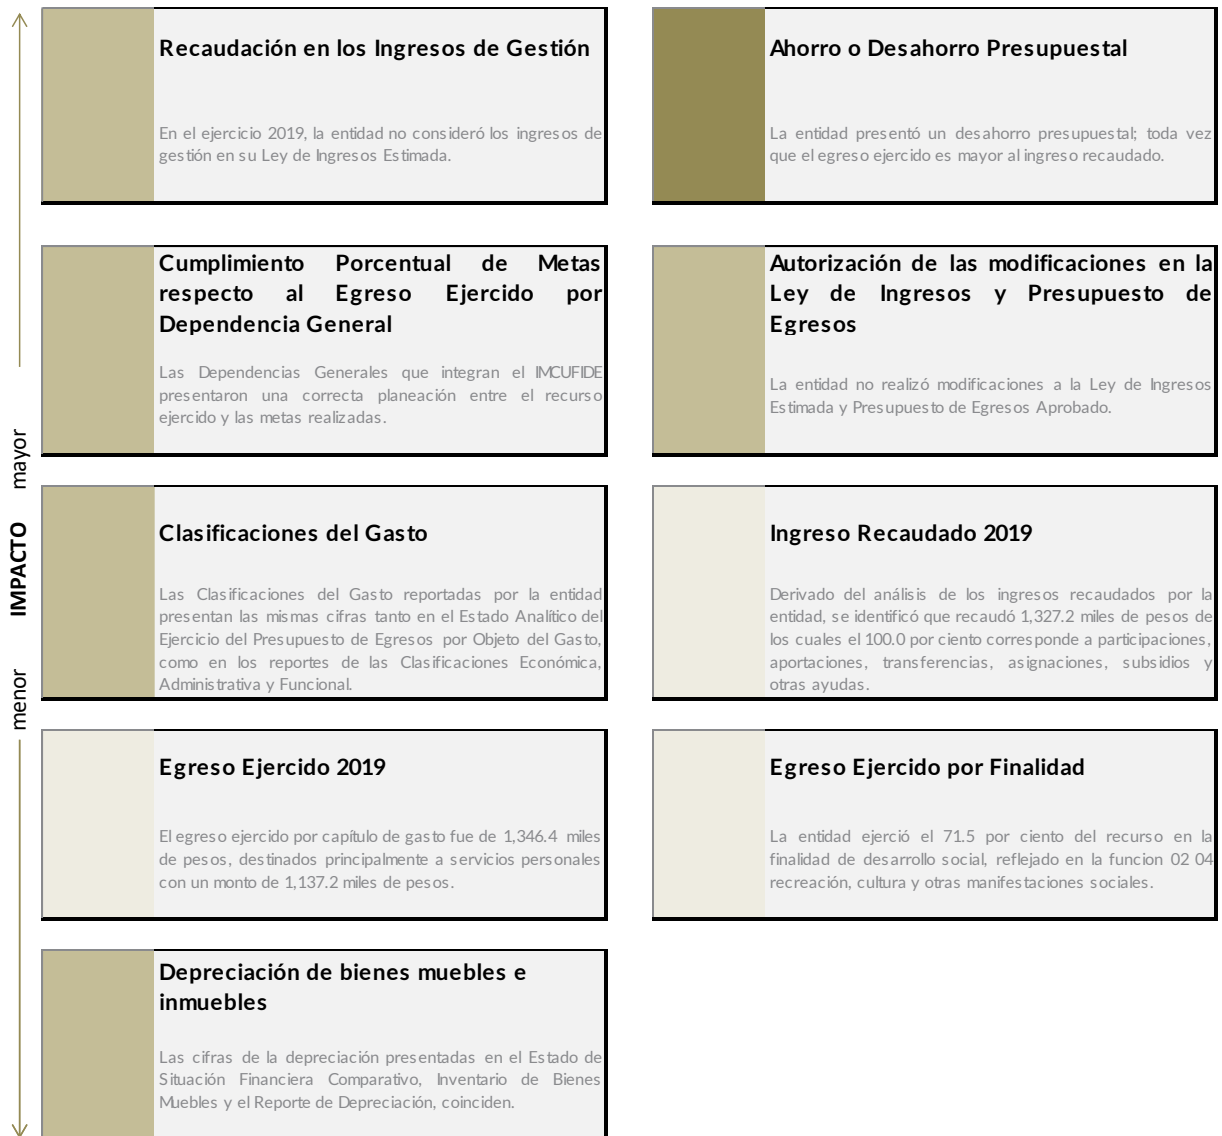 Recaudación en los Ingresos de Gestión
En el ejercicio 2019, la entidad no consideró los ingresos de
gestión en su Ley de Ingresos Estimada.
Ahorro o Desahorro Presupuestal
La entidad presentó un desahorro presupuestal; toda vez
que el egreso ejercido es mayor al ingreso recaudado.
Cumplimiento Porcentual de Metas
respecto al Egreso Ejercido por
Dependencia General
Las Dependencias Generales que integran el IMCUFIDE
presentaron una correcta planeación entre el recurso
ejercido y las metas realizadas.
Autorización de las modificaciones en la
Ley de Ingresos y Presupuesto de
Egresos
La entidad no realizó modificaciones a la Ley de Ingresos
Estimada y Presupuesto de Egresos Aprobado.
menor IMPACTO mayor
Clasificaciones del Gasto
Las Clasificaciones del Gasto reportadas por la entidad
presentan las mismas cifras tanto en el Estado Analítico del
Ejercicio del Presupuesto de Egresos por Objeto del Gasto,
como en los reportes de las Clasificaciones Económica,
Administrativa y Funcional.
Ingreso Recaudado 2019
Derivado del análisis de los ingresos recaudados por la
entidad, se identificó que recaudó 1,327.2 miles de pesos de
los cuales el 100.0 por ciento corresponde a participaciones,
aportaciones, transferencias, asignaciones, subsidios y
otras ayudas.
Egreso Ejercido 2019
El egreso ejercido por capítulo de gasto fue de 1,346.4 miles
de pesos, destinados principalmente a servicios personales
con un monto de 1,137.2 miles de pesos.
Egreso Ejercido por Finalidad
La entidad ejerció el 71.5 por ciento del recurso en la
finalidad de desarrollo social, reflejado en la funcion 02 04
recreación, cultura y otras manifestaciones sociales.
Depreciación de bienes muebles e
inmuebles
Las cifras de la depreciación presentadas en el Estado de
Situación Financiera Comparativo, Inventario de Bienes
Muebles y el Reporte de Depreciación, coinciden.